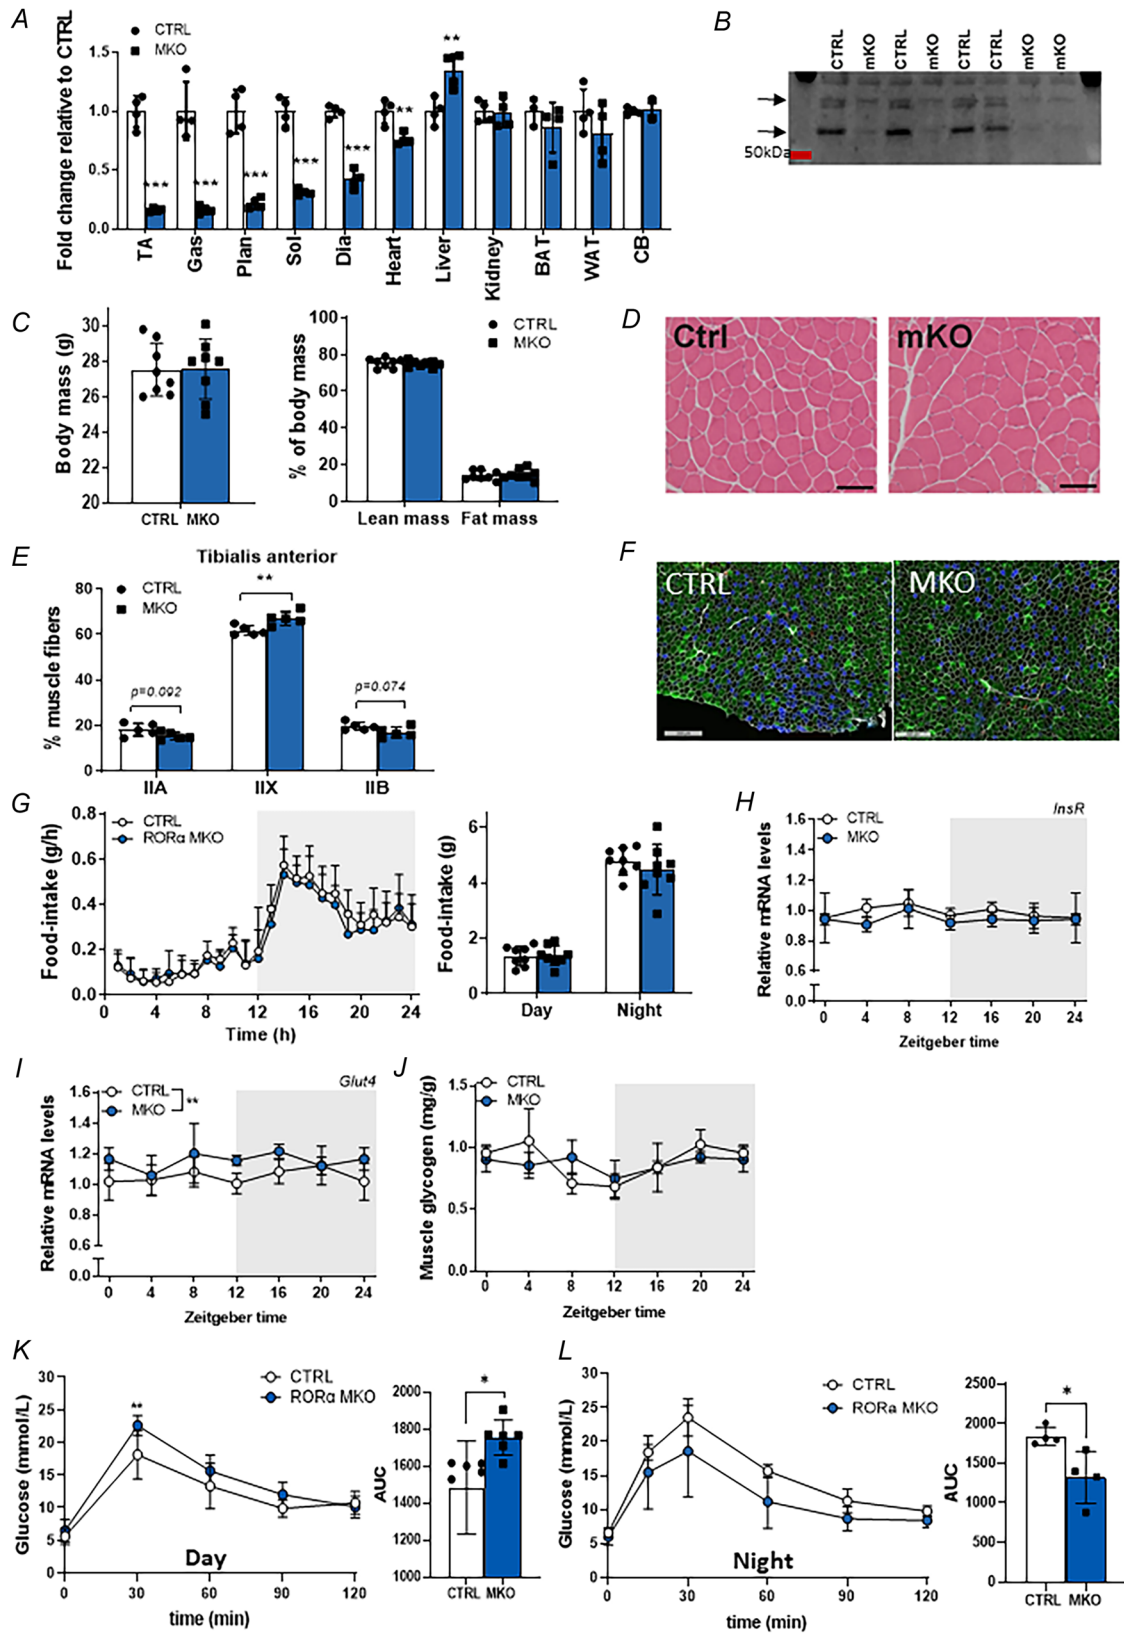 A
CTRL
MKO
Fold change relative to CTRL
1.5
1.0
0.5
0.0
***
***
***
***
***
**
**
TA
Gas
Plan
Sol
Dia
Heart
Liver
Kidney
BAT
WAT
CB
B
CTRL
mKO
CTRL
mKO
CTRL
CTRL
mKO
mKO
50kDa
C
Body mass (g)
30
28
26
24
22
20
CTRL MKO
% of body mass
100
80
60
40
20
0
CTRL
MKO
Lean mass Fat mass
D
Ctrl
mKO
E
Tibialis anterior
CTRL
MKO
% muscle fibers
80
60
40
20
0
p=0.092
**
p=0.074
IIA
IIX
IIB
F
CTRL
MKO
G
CTRL
RORα MKO
Food-intake (g/h)
0.8
0.6
0.4
0.2
0.0
0 4 8 12 16 20 24
Time (h)
Food-intake (g)
6
4
2
0
Day
Night
H
InsR
CTRL
MKO
Relative mRNA levels
1.6
1.4
1.2
1.0
0.8
0.6
0.0
0 4 8 12 16 20 24
Zeitgeber time
I
Glut4
CTRL
MKO
**
Relative mRNA levels
1.6
1.4
1.2
1.0
0.8
0.6
0.0
0 4 8 12 16 20 24
Zeitgeber time
J
CTRL
MKO
Muscle glycogen (mg/g)
1.5
1.0
0.5
0.0
0 4 8 12 16 20 24
Zeitgeber time
K
CTRL
RORα MKO
Glucose (mmol/L)
30
25
20
15
10
5
0
**
Day
0 30 60 90 120
time (min)
AUC
2000
1800
1600
1400
1200
1000
*
CTRL MKO
L
CTRL
RORa MKO
Glucose (mmol/L)
30
25
20
15
10
5
0
Night
0 30 60 90 120
time (min)
AUC
2500
2000
1500
1000
500
0
*
CTRL MKO